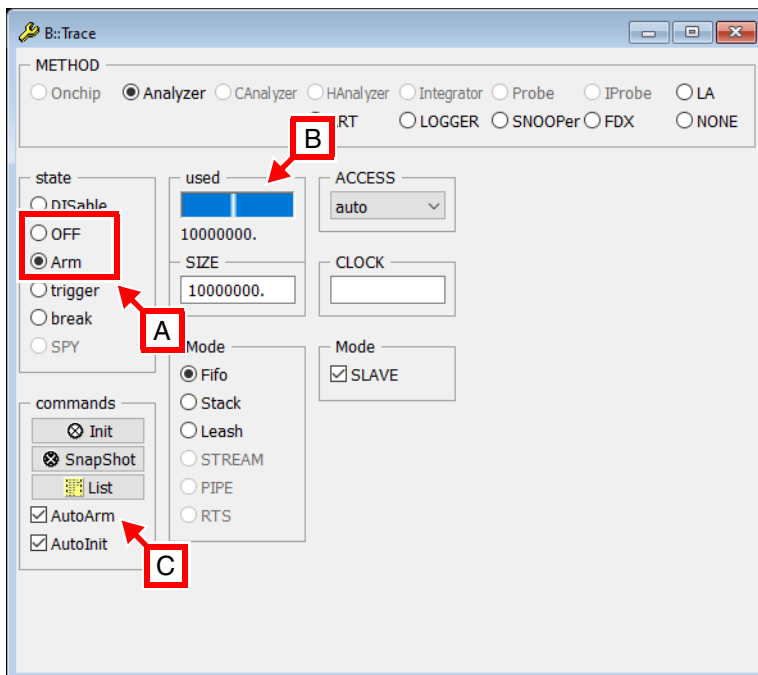 B::Trace
METHOD
Onchip Analyzer CAnalyzer HAnalyzer Integrator Probe IProbe LA
RT LOGGER SNOOPer FDX NONE
B
state
DISable
OFF
Arm
trigger
break
SPY
A
used
10000000.
SIZE
10000000.
ACCESS
auto
CLOCK
commands
Init
SnapShot
List
AutoArm
AutoInit
C
Mode
Fifo
Stack
Leash
STREAM
PIPE
RTS
Mode
SLAVE